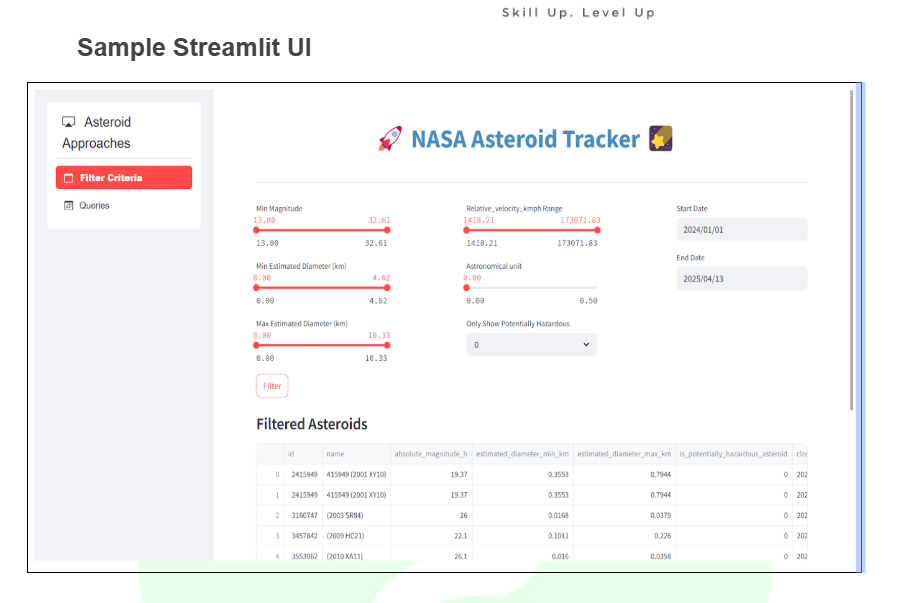 Skill Up. Level Up
Sample Streamlit UI
Asteroid
Approaches
Filter Criteria
Queries
NASA Asteroid Tracker
Min Magnitude
13.80 32.61
13.80 32.61
Min Estimated Diameter (km)
0.00 4.62
0.00 4.62
Max Estimated Diameter (km)
0.00 10.33
0.00 10.33
Relative_velocity_kmph Range
1418.21 173071.83
1418.21 173071.83
Astronomical unit
0.00
0.00 0.50
Only Show Potentially Hazardous
0
Start Date
2024/01/01
End Date
2025/04/13
Filter
Filtered Asteroids
id name absolute_magnitude_h estimated_diameter_min_km estimated_diameter_max_km is_potentially_hazardous_asteroid clo
0 2415949 415949 (2001 XY10) 19.37 0.3553 0.7944 0 202
1 2415949 415949 (2001 XY10) 19.37 0.3553 0.7944 0 202
2 3160747 (2003 SR84) 26 0.0168 0.0375 0 202
3 3457842 (2009 HC21) 22.1 0.1011 0.226 0 202
4 3553062 (2010 XA11) 26.1 0.016 0.0358 0 202